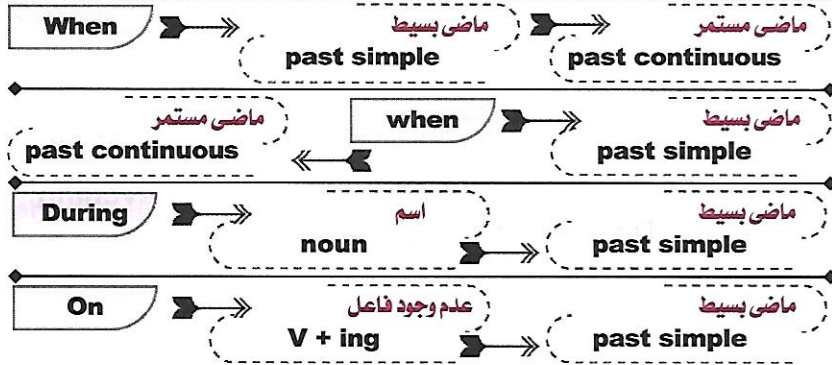 When ماضى بسيط ماضى مستمر
past simple past continuous
ماضى مستمر when ماضى بسيط
past continuous past simple
During اسم ماضى بسيط
noun past simple
On عدم وجود فاعل ماضى بسيط
V + ing past simple